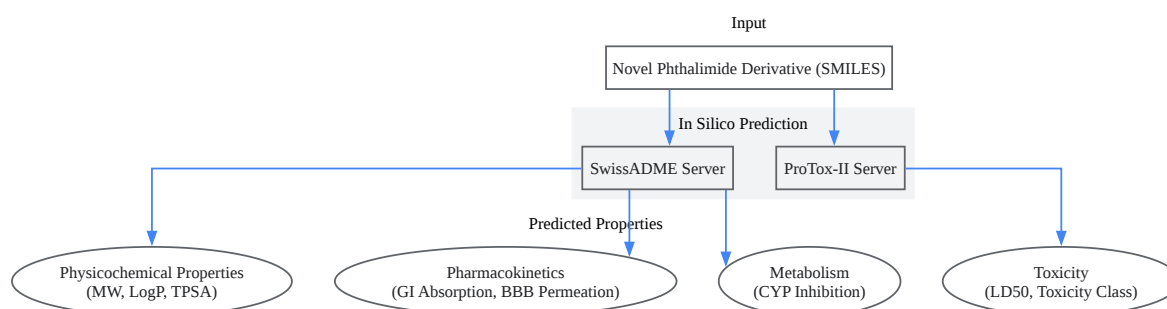 Input
Novel Phthalimide Derivative (SMILES)
In Silico Prediction
SwissADME Server
ProTox-II Server
Predicted Properties
Physicochemical Properties
(MW, LogP, TPSA)
Pharmacokinetics
(GI Absorption, BBB Permeation)
Metabolism
(CYP Inhibition)
Toxicity
(LD50, Toxicity Class)